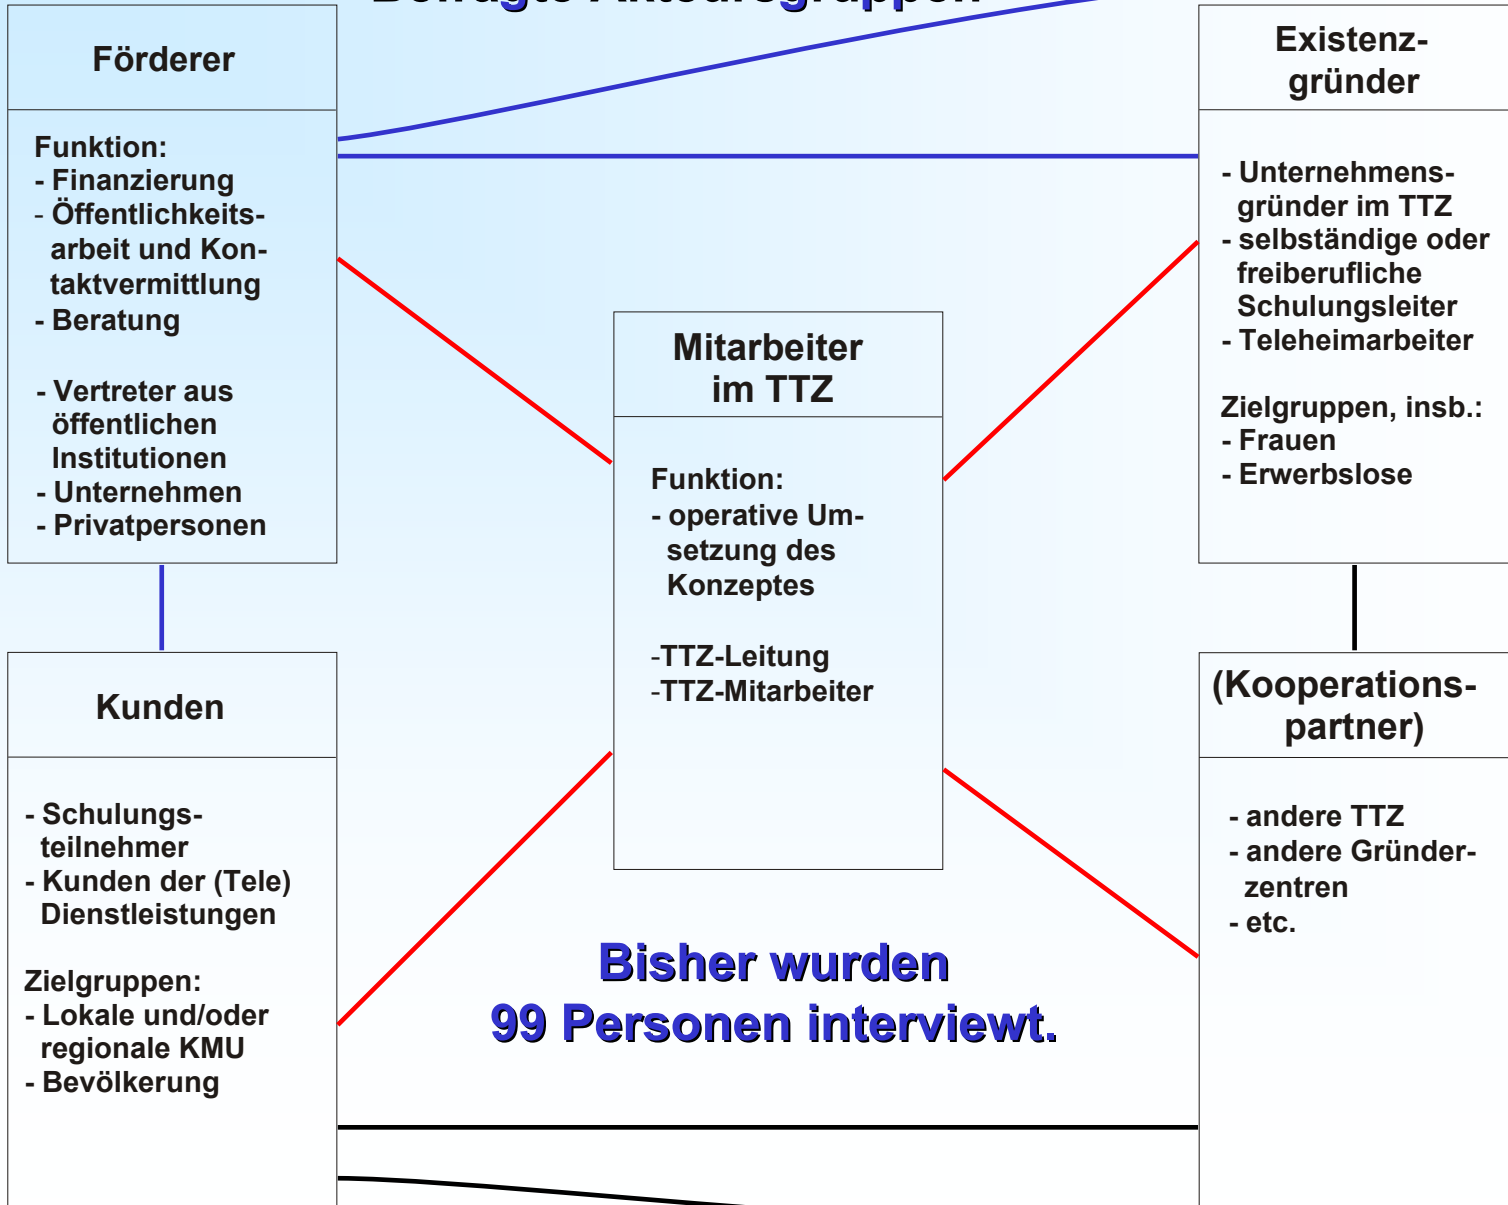 Befragte Akteursgruppen
Förderer
Funktion:
- Finanzierung
- Öffentlichkeits-
arbeit und Kon-
taktvermittlung
- Beratung
- Vertreter aus
öffentlichen
Institutionen
- Unternehmen
- Privatpersonen
Existenz-
gründer
- Unternehmens-
gründer im TTZ
- selbständige oder
freiberufliche
Schulungsleiter
- Teleheimarbeiter
Zielgruppen, insb.:
- Frauen
- Erwerbslose
Mitarbeiter
im TTZ
Funktion:
- operative Um-
setzung des
Konzeptes
-TTZ-Leitung
-TTZ-Mitarbeiter
Kunden
- Schulungs-
teilnehmer
- Kunden der (Tele)
Dienstleistungen
Zielgruppen:
- Lokale und/oder
regionale KMU
- Bevölkerung
(Kooperations-
partner)
- andere TTZ
- andere Gründer-
zentren
- etc.
Bisher wurden
99 Personen interviewt.